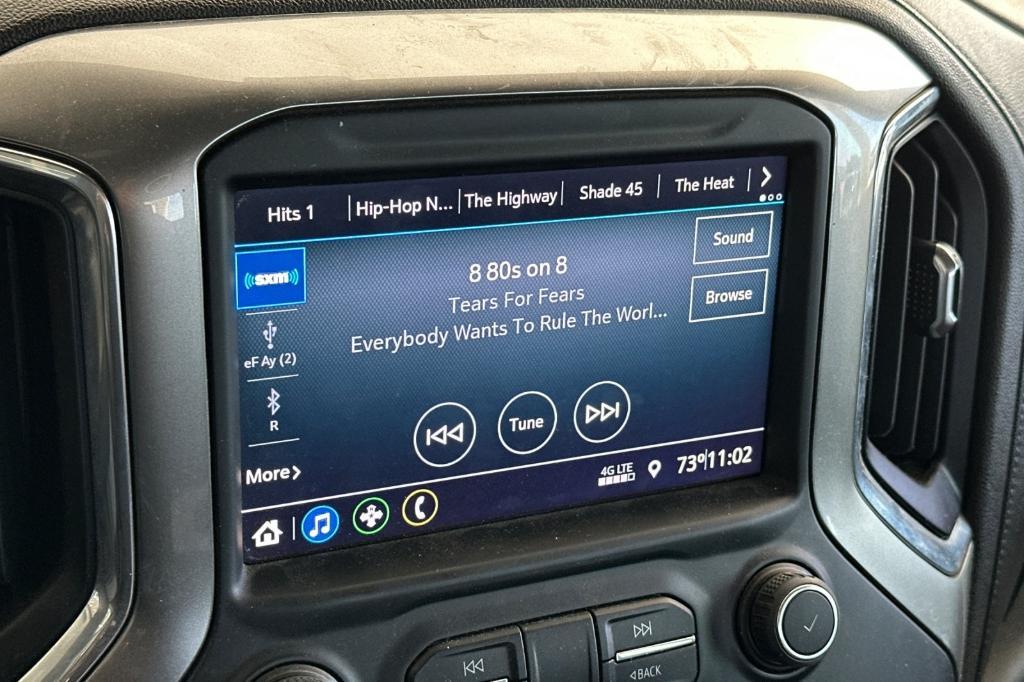 Hits 1 Hip-Hop N... The Highway Shade 45 The Heat
((sxm))
8 80s on 8
Tears For Fears
Everybody Wants To Rule The Worl...
Sound
Browse
eF Ay (2)
R
More
Tune
4G LTE
73° 11:02
BACK